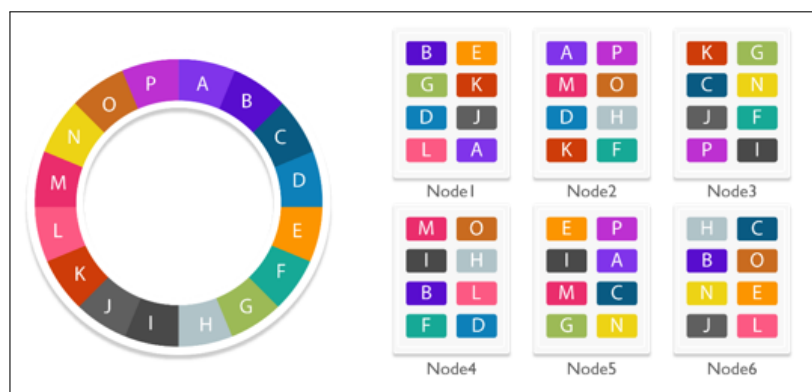 P A B C D E F G H I J K L M N O
B E
G K
D J
L A
Node1
A P
M O
D H
K F
Node2
K G
C N
J F
P I
Node3
M O
I H
B L
F D
Node4
E P
I A
M C
G N
Node5
H C
B O
N E
J L
Node6